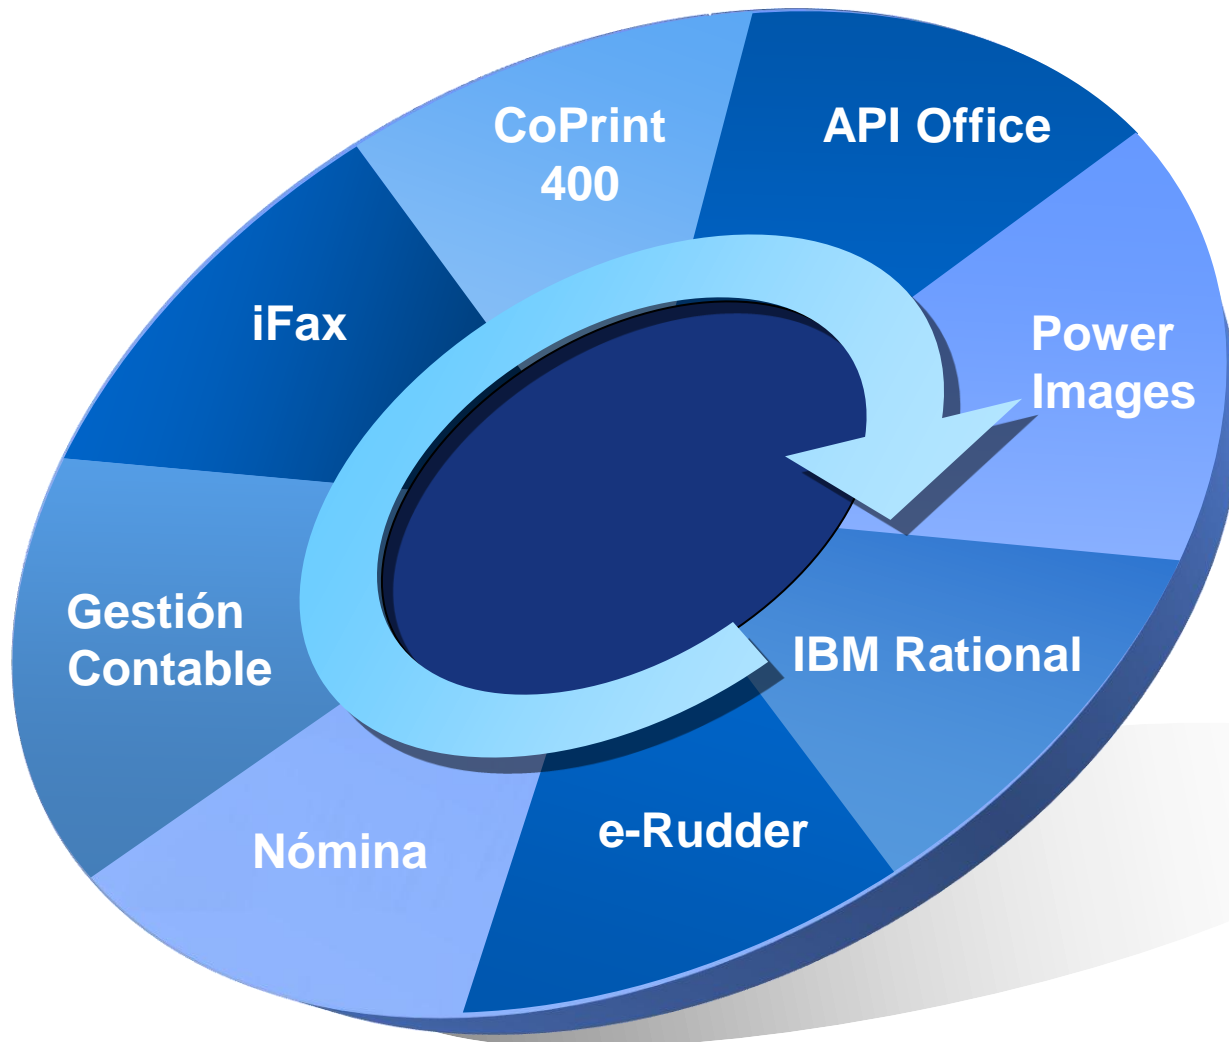 CoPrint
400
API Office
iFax
Power
Images
Gestión
Contable
IBM Rational
Nómina
e-Rudder